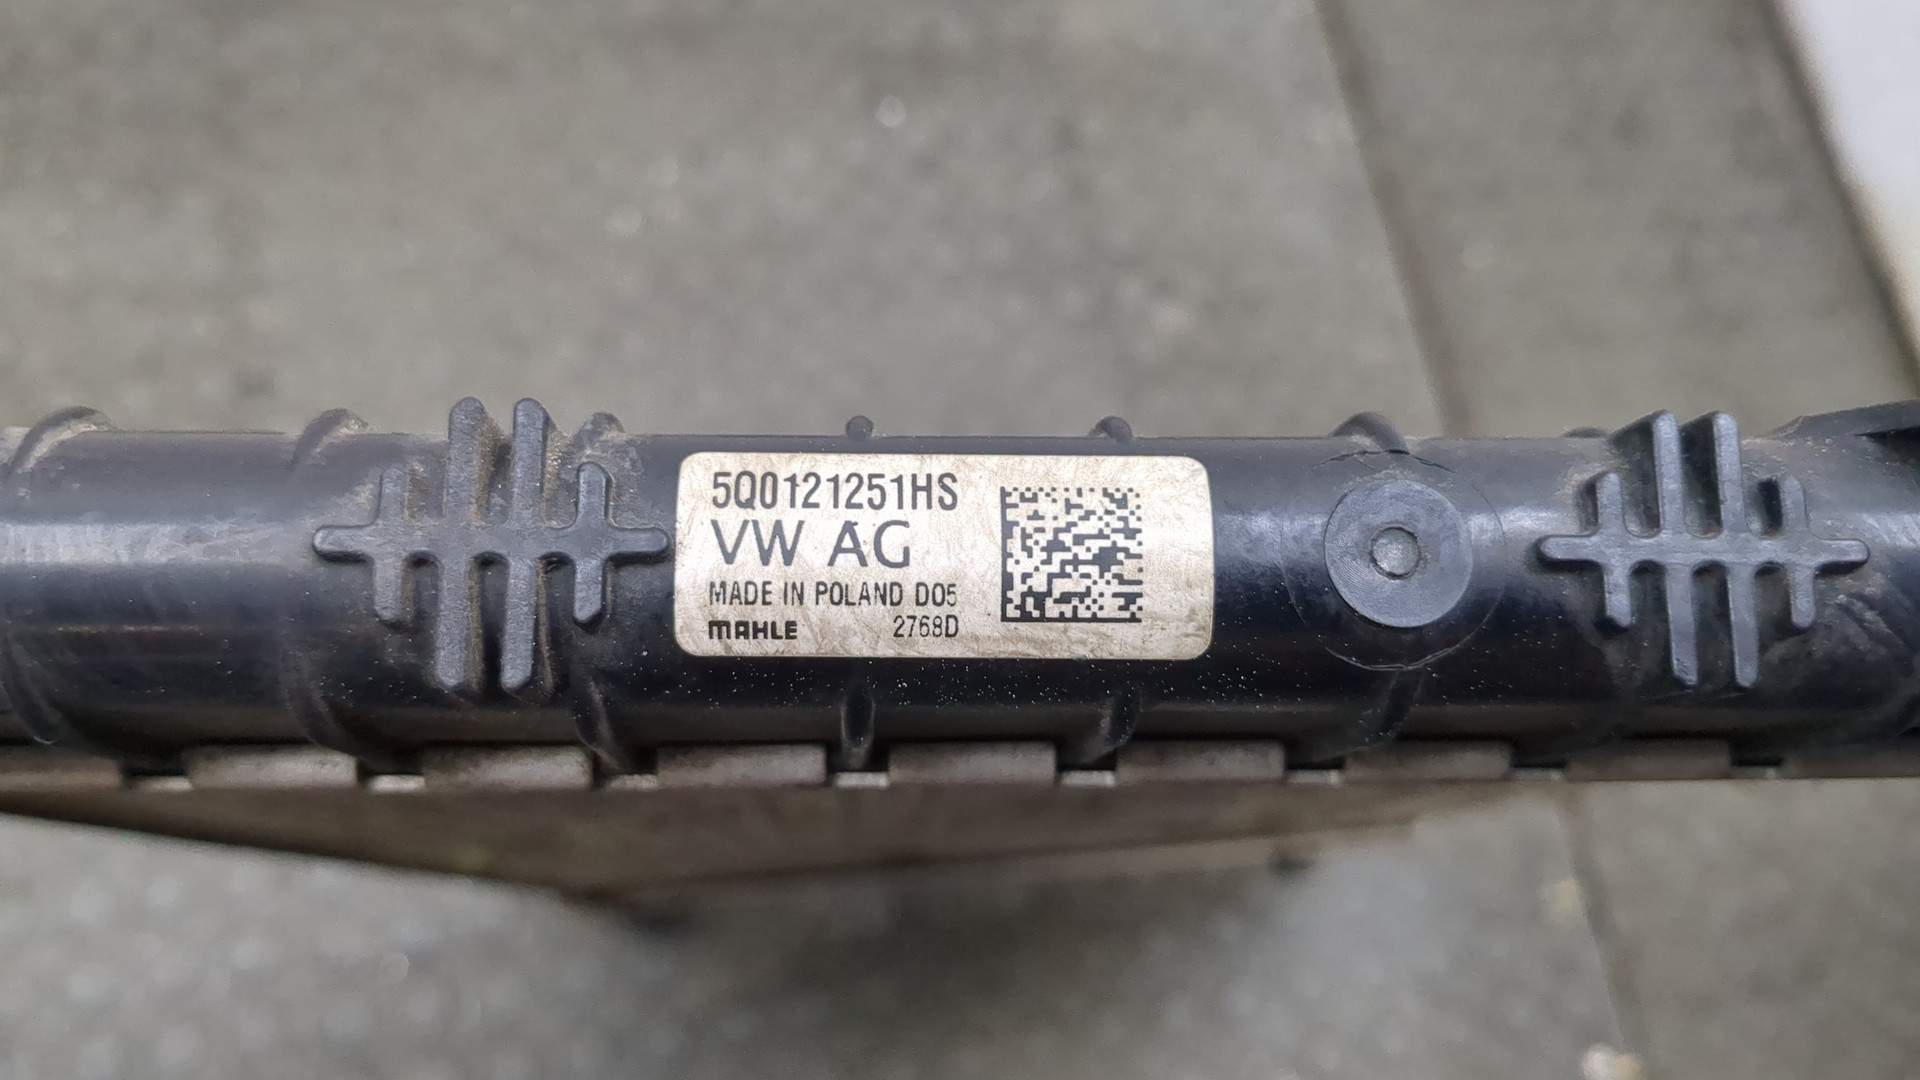 5Q0121251HS
VW AG
MADE IN POLAND D05
MAHLE 2768D